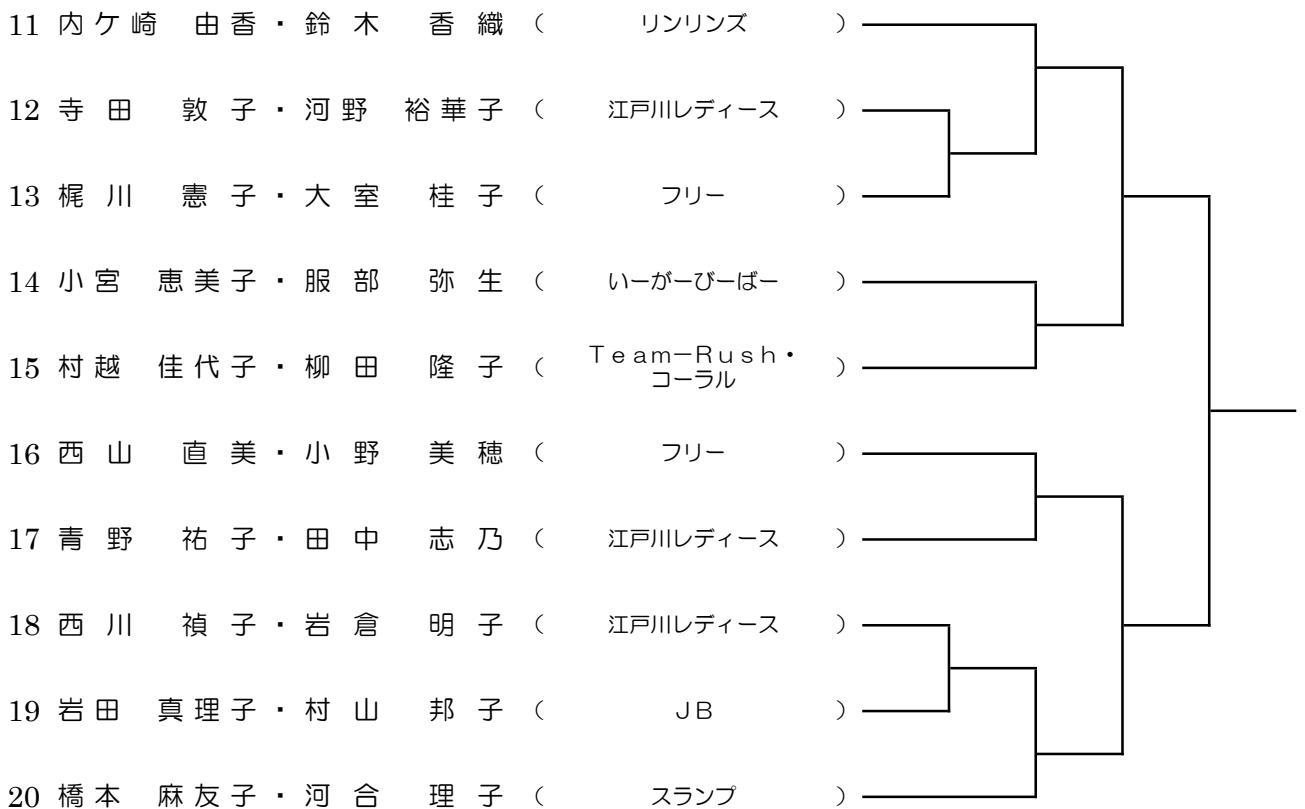 11 内ケ崎 由香・鈴木 香織 ( リンリンズ )
12 寺田 敦子・河野 裕華子 ( 江戸川レディース )
13 梶川 憲子・大室 桂子 ( フリー )
14 小宮 恵美子・服部 弥生 ( いーがーびーばー )
15 村越 佳代子・柳田 隆子 ( Team－Rush・
コーラル )
16 西山 直美・小野 美穂 ( フリー )
17 青野 祐子・田中 志乃 ( 江戸川レディース )
18 西川 禎子・岩倉 明子 ( 江戸川レディース )
19 岩田 真理子・村山 邦子 ( JB )
20 橋本 麻友子・河合 理子 ( スランプ )